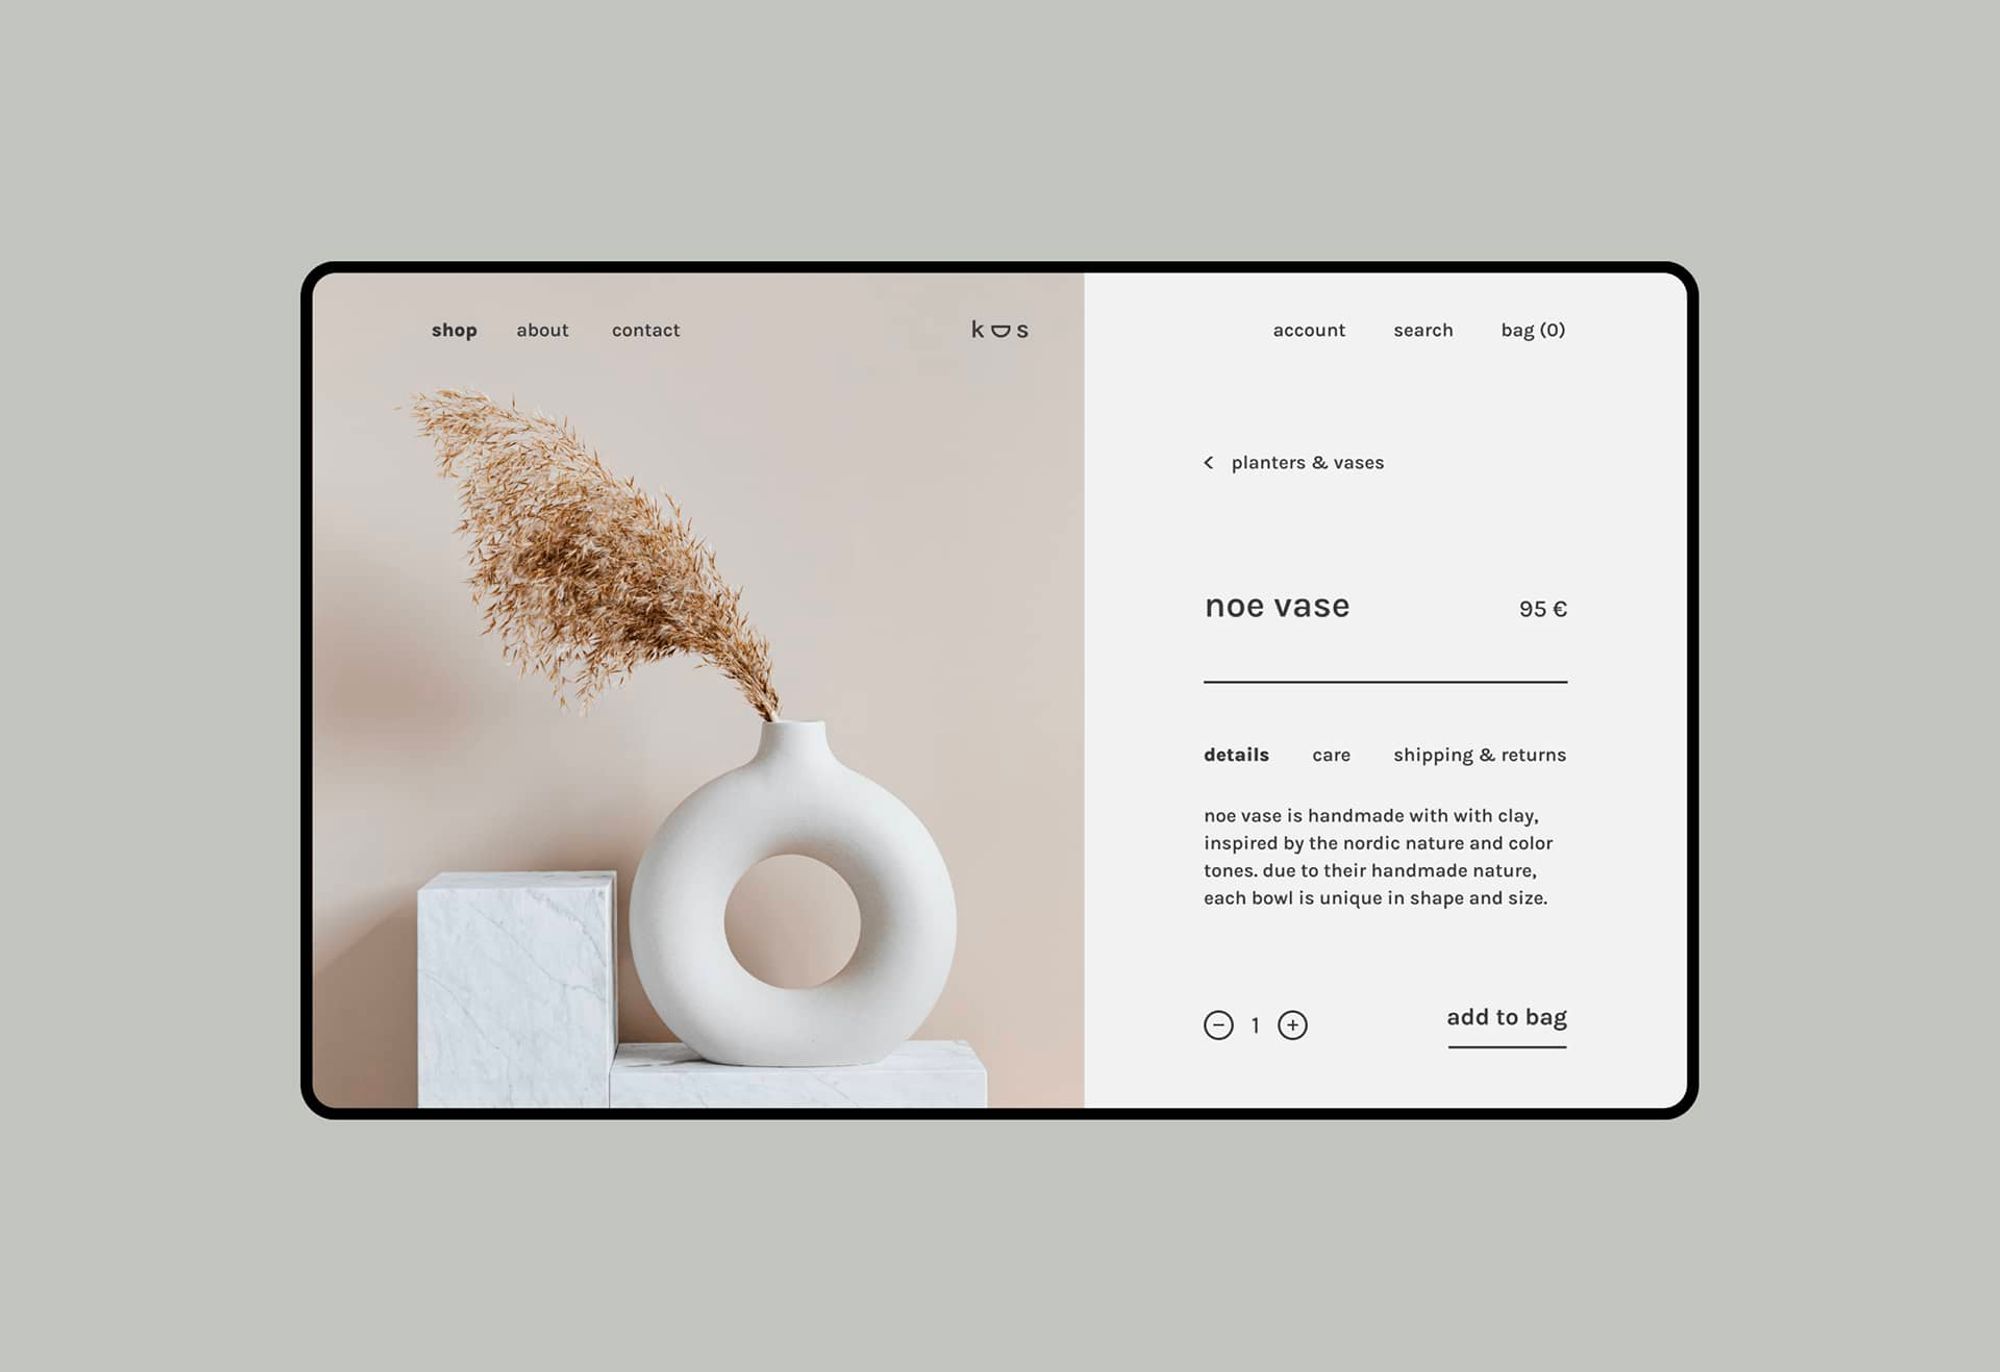 shop about contact
k s
account search bag (0)
< planters & vases
noe vase 95 €
details care shipping & returns
noe vase is handmade with with clay,
inspired by the nordic nature and color
tones. due to their handmade nature,
each bowl is unique in shape and size.
1 add to bag